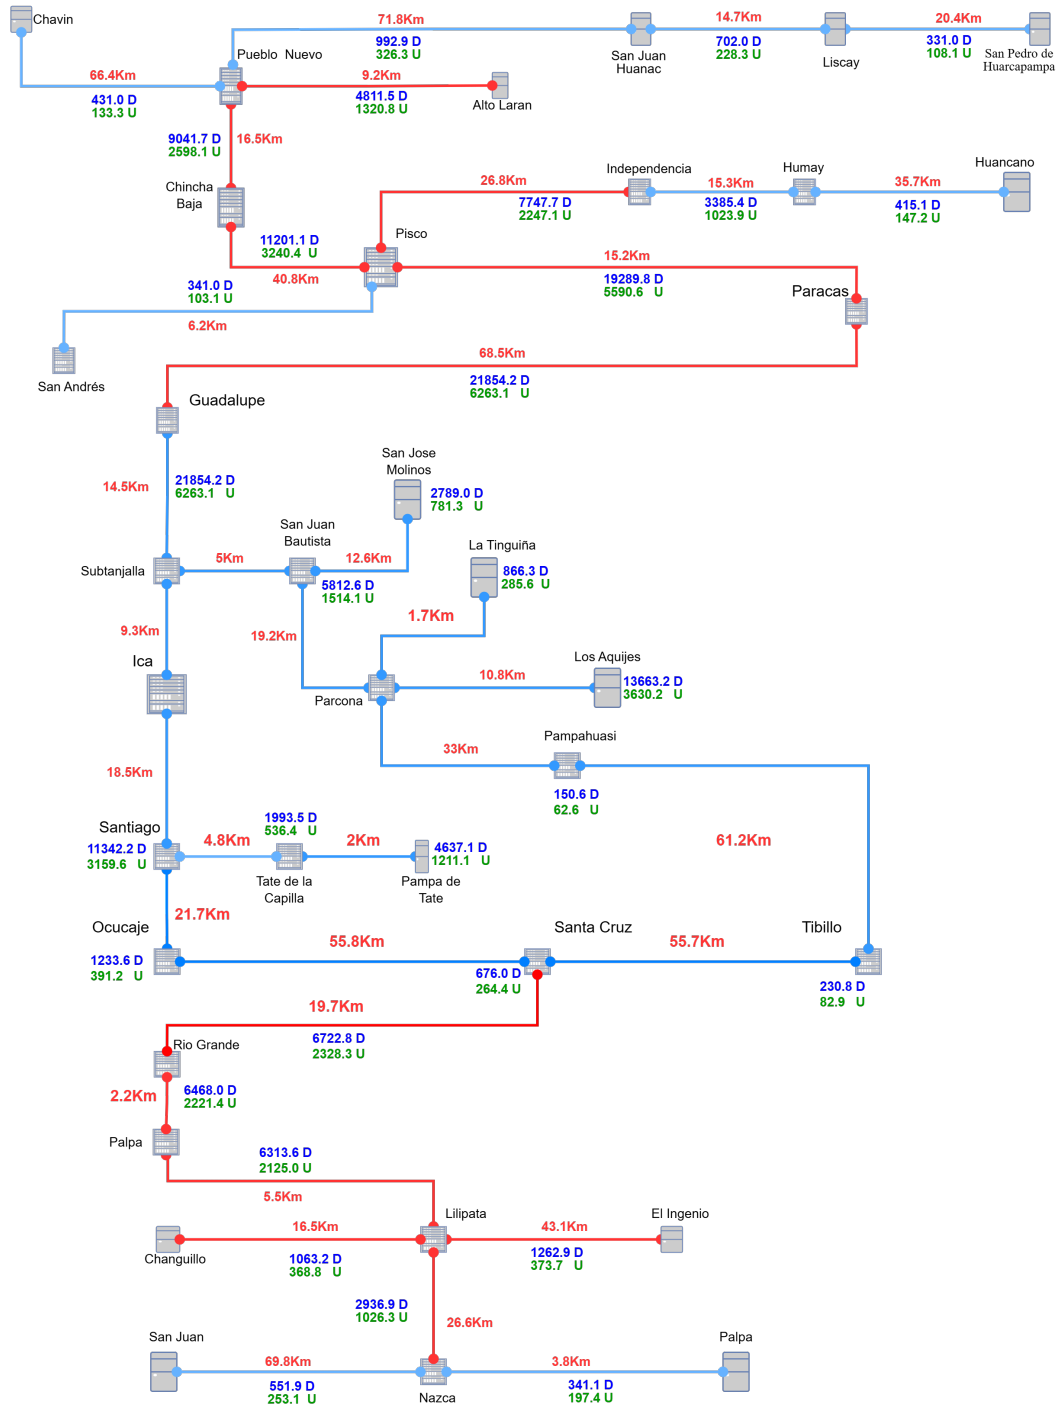 Chavin
71.8Km
992.9 D
326.3 U
14.7Km
702.0 D
228.3 U
20.4Km
331.0 D
108.1 U
Pueblo Nuevo
San Juan
Huanac
Liscay
San Pedro de
Huarcapampa
66.4Km
431.0 D
133.3 U
9.2Km
4811.5 D
1320.8 U
Alto Laran
9041.7 D
2598.1 U
16.5Km
Chincha
Baja
26.8Km
7747.7 D
2247.1 U
Independencia
15.3Km
3385.4 D
1023.9 U
Humay
35.7Km
415.1 D
147.2 U
Huancano
11201.1 D
3240.4 U
40.8Km
Pisco
15.2Km
19289.8 D
5590.6 U
Paracas
341.0 D
103.1 U
6.2Km
San Andrés
68.5Km
21854.2 D
6263.1 U
Guadalupe
14.5Km
21854.2 D
6263.1 U
San Jose
Molinos
2789.0 D
781.3 U
San Juan
Bautista
Subtanjalla
5Km
12.6Km
5812.6 D
1514.1 U
La Tinguiña
866.3 D
285.6 U
1.7Km
9.3Km
19.2Km
Ica
Parcona
10.8Km
Los Aquijes
13663.2 D
3630.2 U
33Km
Pampahuasi
150.6 D
62.6 U
18.5Km
Santiago
11342.2 D
3159.6 U
4.8Km
1993.5 D
536.4 U
Tate de la
Capilla
2Km
4637.1 D
1211.1 U
Pampa de
Tate
61.2Km
21.7Km
Ocucaje
1233.6 D
391.2 U
55.8Km
Santa Cruz
676.0 D
264.4 U
55.7Km
Tibillo
230.8 D
82.9 U
19.7Km
6722.8 D
2328.3 U
Rio Grande
2.2Km
6468.0 D
2221.4 U
Palpa
6313.6 D
2125.0 U
5.5Km
Lilipata
16.5Km
1063.2 D
368.8 U
Changuillo
43.1Km
1262.9 D
373.7 U
El Ingenio
2936.9 D
1026.3 U
26.6Km
San Juan
69.8Km
551.9 D
253.1 U
Nazca
3.8Km
341.1 D
197.4 U
Palpa